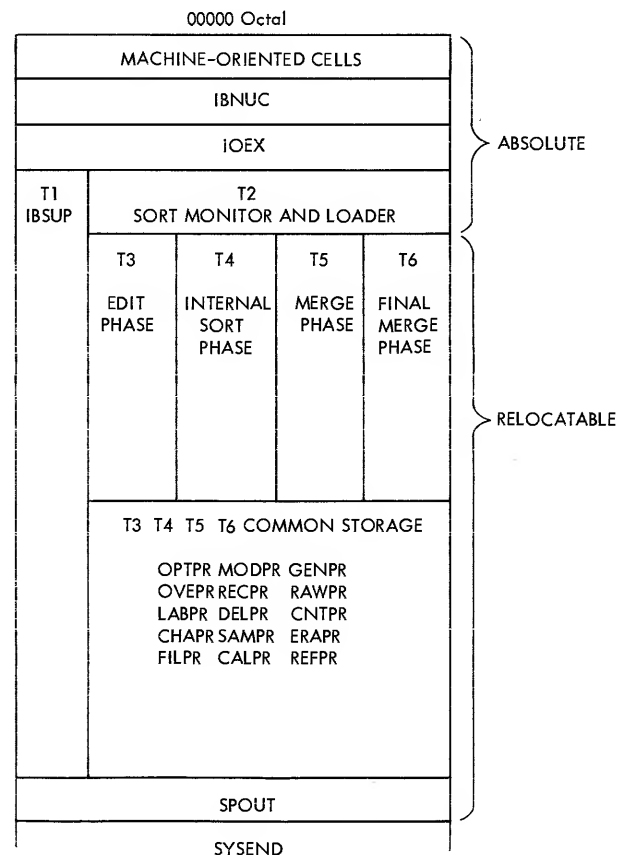 00000 Octal
MACHINE-ORIENTED CELLS
IBNUC
IOEX
ABSOLUTE
T1
IBSUP
T2
SORT MONITOR AND LOADER
T3
EDIT
PHASE
T4
INTERNAL
SORT
PHASE
T5
MERGE
PHASE
T6
FINAL
MERGE
PHASE
RELOCATABLE
T3 T4 T5 T6 COMMON STORAGE
OPTPR MODPR GENPR
OVEPR RECPR RAWPR
LABPR DELPR CNTPR
CHAPR SAMPR ERAPR
FILPR CALPR REFPR
SPOUT
SYSEND